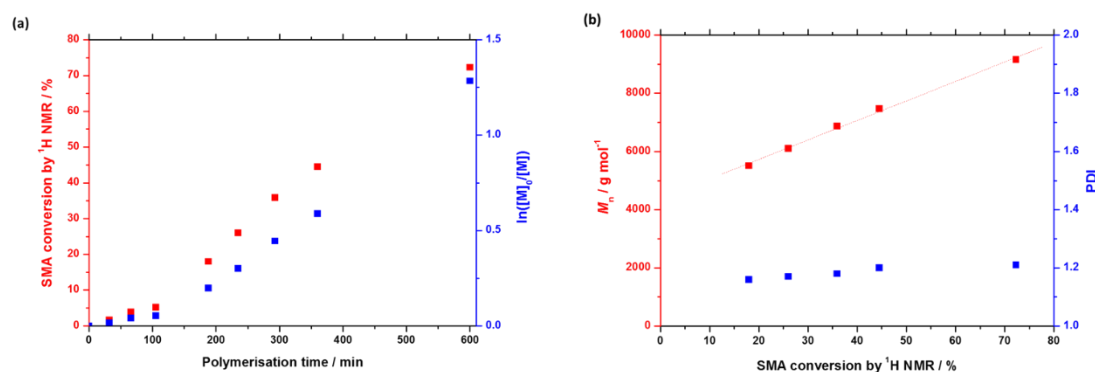 (a)
80
70
60
50
40
30
20
10
0
SMA conversion by ¹H NMR / %
0 100 200 300 400 500 600
Polymerisation time / min
1.5
1.0
0.5
0.0
ln([M]₀/[M])
(b)
10000
8000
6000
4000
2000
0
Mₙ / g mol⁻¹
0 10 20 30 40 50 60 70 80
SMA conversion by ¹H NMR / %
2.0
1.8
1.6
1.4
1.2
1.0
PDI